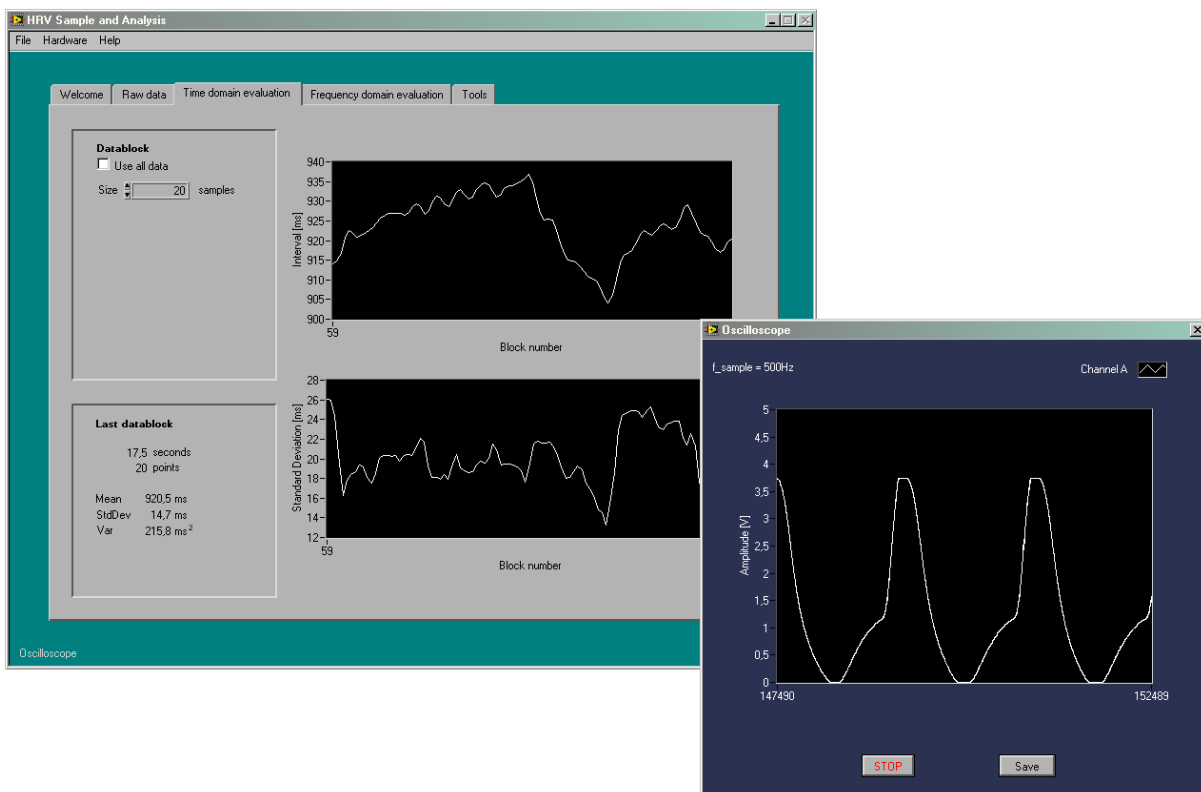 HRV Sample and Analysis
File Hardware Help
Welcome Raw data Time domain evaluation Frequency domain evaluation Tools
Datablock
Use all data
Size 20 samples
940
935
930
925
920
915
910
905
900
Interval [ms]
59
Block number
28
26
24
22
20
18
16
14
12
Standard Deviation [ms]
59
Block number
Last datablock
17,5 seconds
20 points
Mean 920,5 ms
StdDev 14,7 ms
Var 215,8 ms²
Oscilloscope
Oscilloscope
f_sample = 500Hz
Channel A
5
4,5
4
3,5
3
2,5
2
1,5
1
0,5
0
Amplitude [V]
147490 152489
STOP Save